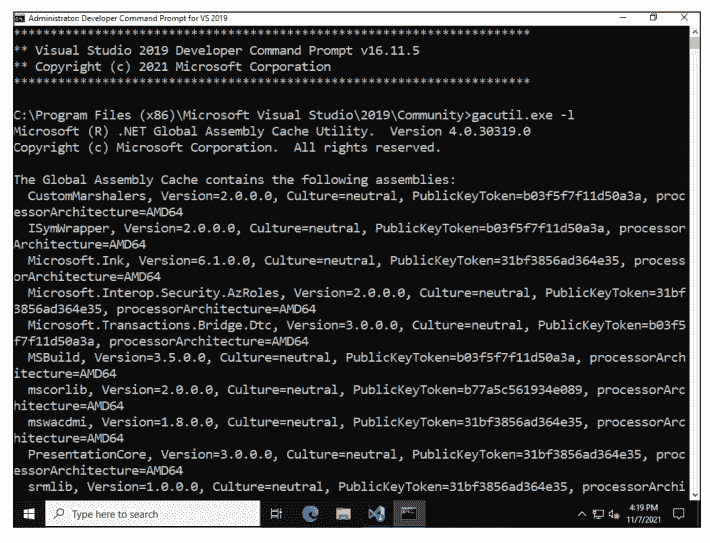 Administrator: Developer Command Prompt for VS 2019
**********************************************************************
** Visual Studio 2019 Developer Command Prompt v16.11.5
** Copyright (c) 2021 Microsoft Corporation
**********************************************************************
C:\Program Files (x86)\Microsoft Visual Studio\2019\Community>gacutil.exe -l
Microsoft (R) .NET Global Assembly Cache Utility.  Version 4.0.30319.0
Copyright (c) Microsoft Corporation.  All rights reserved.
The Global Assembly Cache contains the following assemblies:
  CustomMarshalers, Version=2.0.0.0, Culture=neutral, PublicKeyToken=b03f5f7f11d50a3a, proc
essorArchitecture=AMD64
  ISymWrapper, Version=2.0.0.0, Culture=neutral, PublicKeyToken=b03f5f7f11d50a3a, processor
Architecture=AMD64
  Microsoft.Ink, Version=6.1.0.0, Culture=neutral, PublicKeyToken=31bf3856ad364e35, process
orArchitecture=AMD64
  Microsoft.Interop.Security.AzRoles, Version=2.0.0.0, Culture=neutral, PublicKeyToken=31bf
3856ad364e35, processorArchitecture=AMD64
  Microsoft.Transactions.Bridge.Dtc, Version=3.0.0.0, Culture=neutral, PublicKeyToken=b03f5
f7f11d50a3a, processorArchitecture=AMD64
  MSBuild, Version=3.5.0.0, Culture=neutral, PublicKeyToken=b03f5f7f11d50a3a, processorArch
itecture=AMD64
  mscorlib, Version=2.0.0.0, Culture=neutral, PublicKeyToken=b77a5c561934e089, processorArc
hitecture=AMD64
  mswacdmi, Version=1.8.0.0, Culture=neutral, PublicKeyToken=31bf3856ad364e35, processorArc
hitecture=AMD64
  PresentationCore, Version=3.0.0.0, Culture=neutral, PublicKeyToken=31bf3856ad364e35, proc
essorArchitecture=AMD64
  srmlib, Version=1.0.0.0, Culture=neutral, PublicKeyToken=31bf3856ad364e35, processorArchi
Type here to search
4:19 PM
11/7/2021